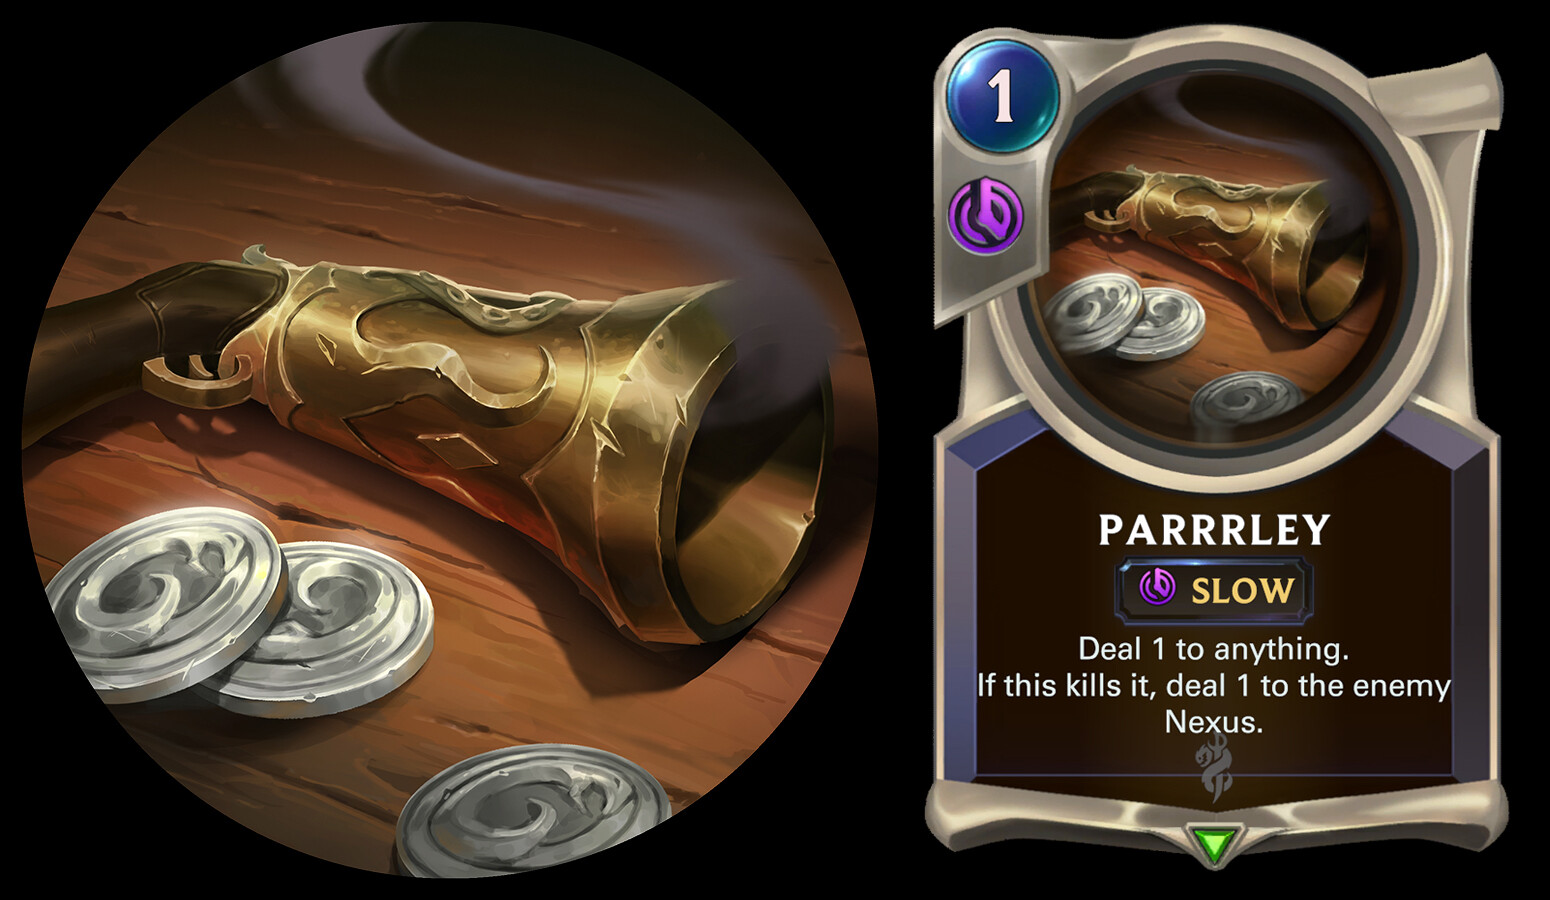 1
PARRRLEY
SLOW
Deal 1 to anything.
If this kills it, deal 1 to the enemy
Nexus.